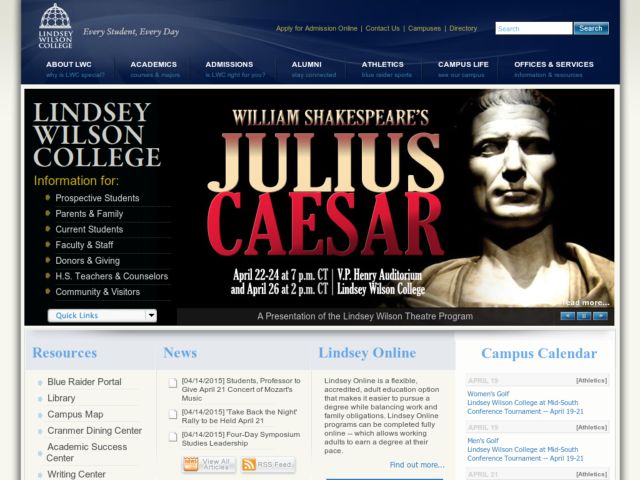 LINDSEY
WILSON
COLLEGE
Every Student, Every Day
Apply for Admission Online | Contact Us | Campuses | Directory
Search
Search
ABOUT LWC
why is LWC special?
ACADEMICS
courses & majors
ADMISSIONS
is LWC right for you?
ALUMNI
stay connected
ATHLETICS
blue raider sports
CAMPUS LIFE
see our campus
OFFICES & SERVICES
information & resources
LINDSEY
WILSON
COLLEGE
Information for:
Prospective Students
Parents & Family
Current Students
Faculty & Staff
Donors & Giving
H.S. Teachers & Counselors
Community & Visitors
Quick Links
WILLIAM SHAKESPEARE'S
JULIUS
CAESAR
April 22-24 at 7 p.m. CT | V.P. Henry Auditorium
and April 26 at 2 p.m. CT | Lindsey Wilson College
read more...
A Presentation of the Lindsey Wilson Theatre Program
Resources
Blue Raider Portal
Library
Campus Map
Cranmer Dining Center
Academic Success
Center
Writing Center
News
[04/14/2015] Students, Professor to
Give April 21 Concert of Mozart's
Music
[04/14/2015] 'Take Back the Night'
Rally to be Held April 21
[04/14/2015] Four-Day Symposium
Studies Leadership
NEWS
View All
Articles
RSS Feed
Lindsey Online
Lindsey Online is a flexible,
accredited, adult education option
that makes it easier to pursue a
degree while balancing work and
family obligations. Lindsey Online
programs can be completed fully
online -- which allows working
adults to earn a degree at their
pace.
Find out more...
Campus Calendar
APRIL 19 [Athletics]
Women's Golf
Lindsey Wilson College at Mid-South
Conference Tournament -- April 19-21
APRIL 19 [Athletics]
Men's Golf
Lindsey Wilson College at Mid-South
Conference Tournament -- April 19-21
APRIL 21 [Athletics]